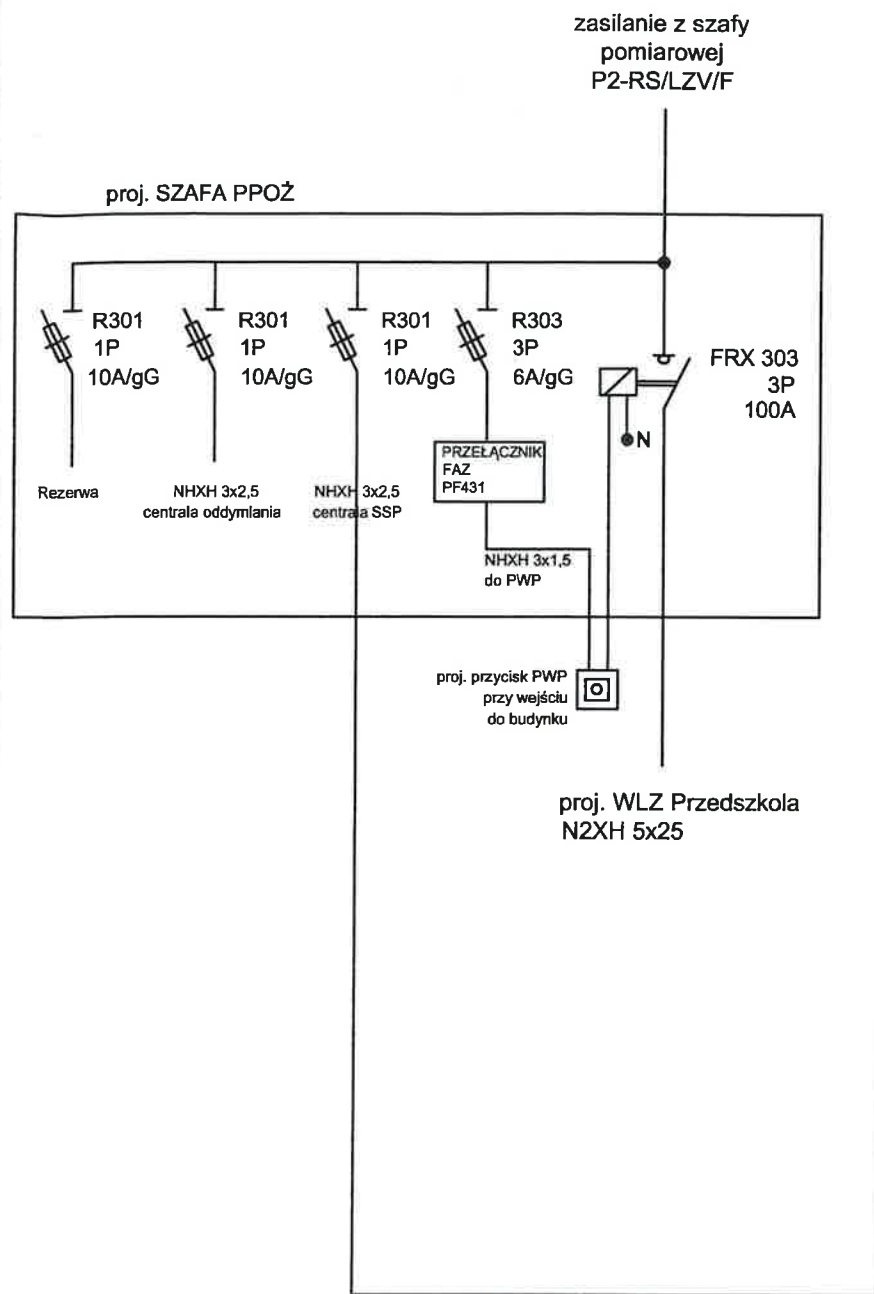 zasilanie z szafy
pomiarowej
P2-RS/LZV/F
proj. SZAFA PPOŻ
R301
1P
10A/gG
R301
1P
10A/gG
R301
1P
10A/gG
R303
3P
6A/gG
FRX 303
3P
100A
N
PRZEŁĄCZNIK
FAZ
PF431
Rezerwa
NHXH 3x2,5
centrala oddymlania
NHXH 3x2,5
centrala SSP
NHXH 3x1,5
do PWP
proj. przycisk PWP
przy wejściu
do budynku
proj. WLZ Przedszkola
N2XH 5x25